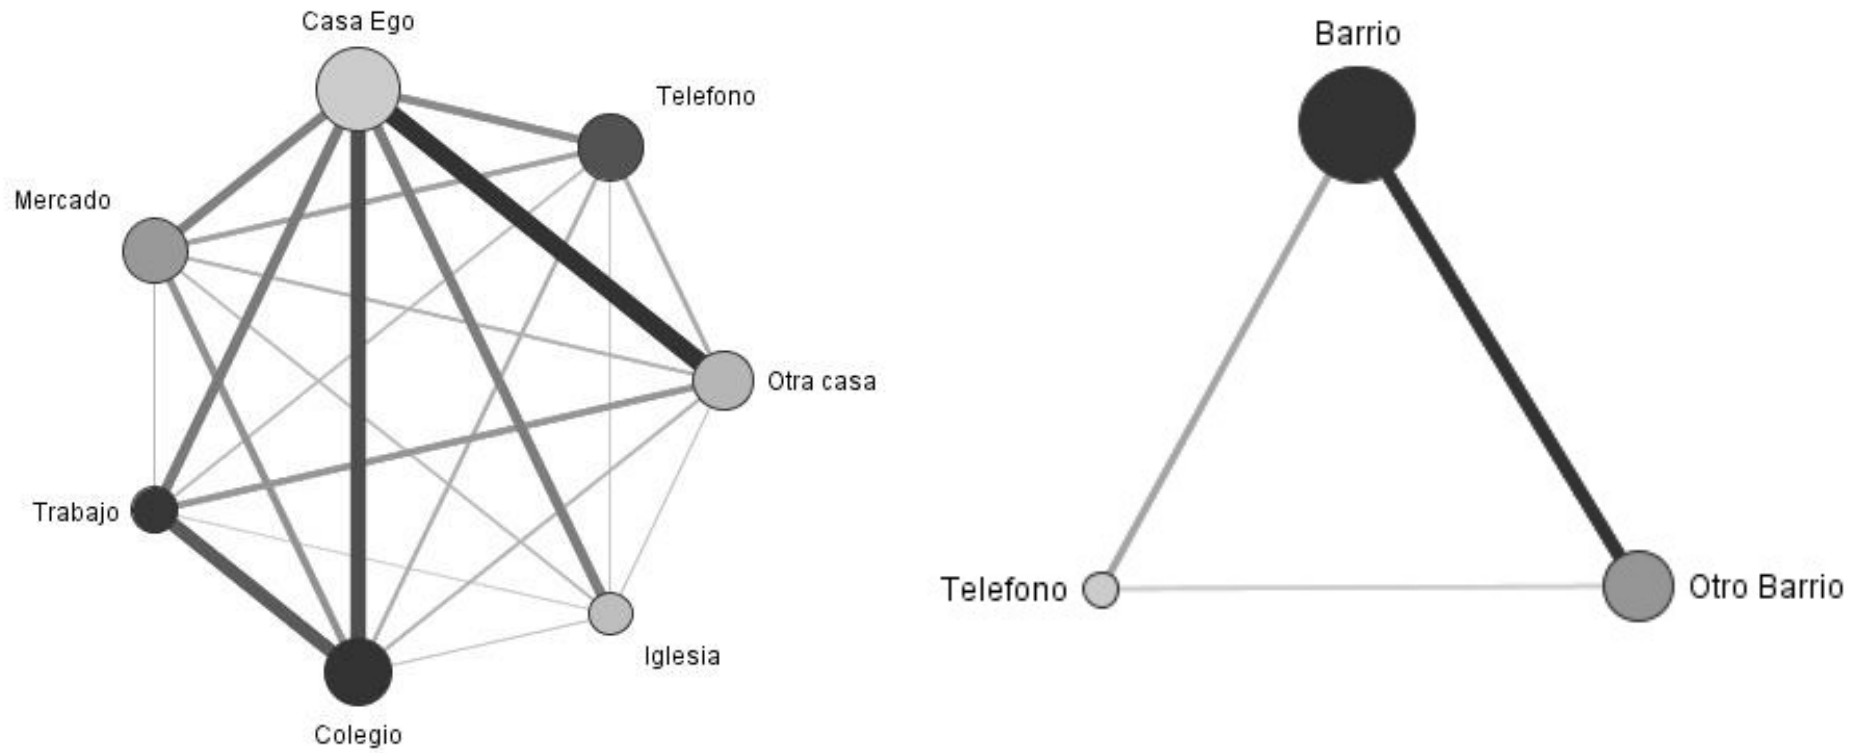 Casa Ego
Telefono
Mercado
Otra casa
Trabajo
Iglesia
Colegio
Barrio
Telefono
Otro Barrio